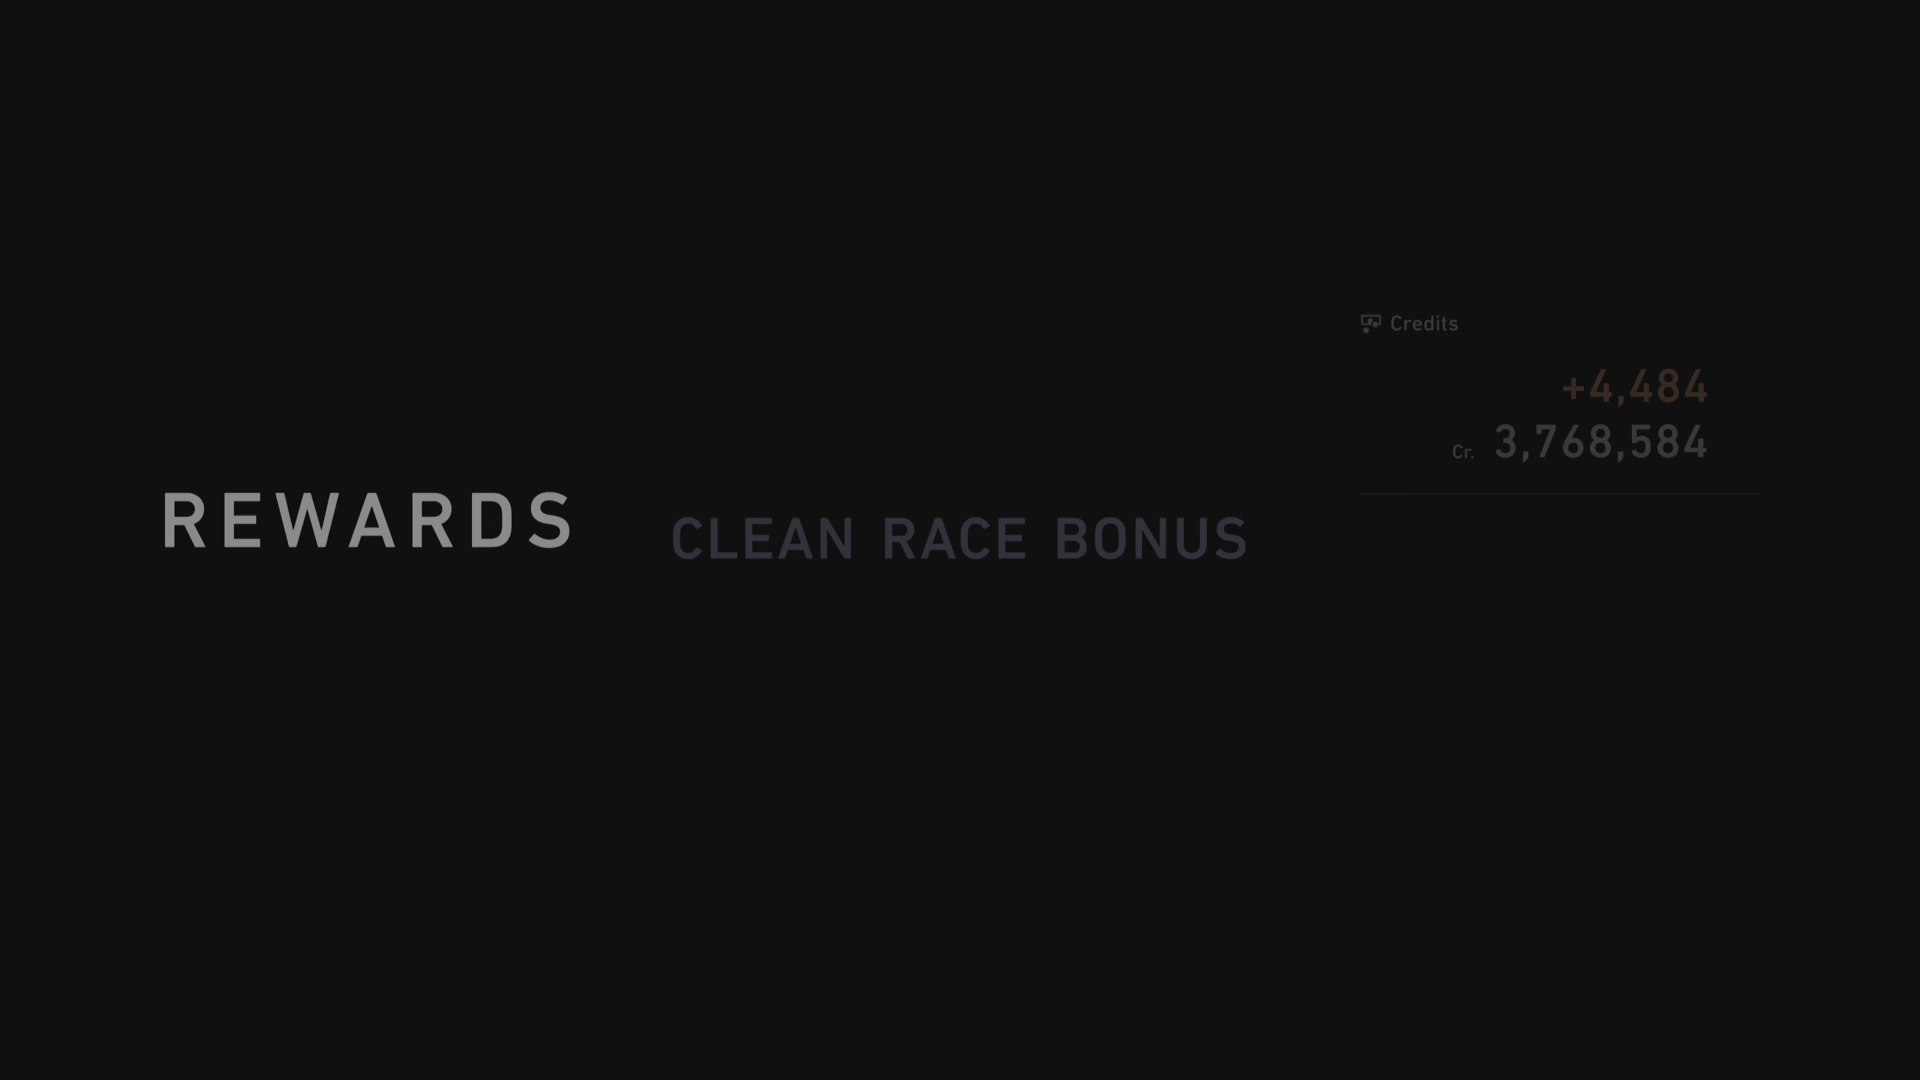 REWARDS
CLEAN RACE BONUS
Credits
+4,484
Cr. 3,768,584